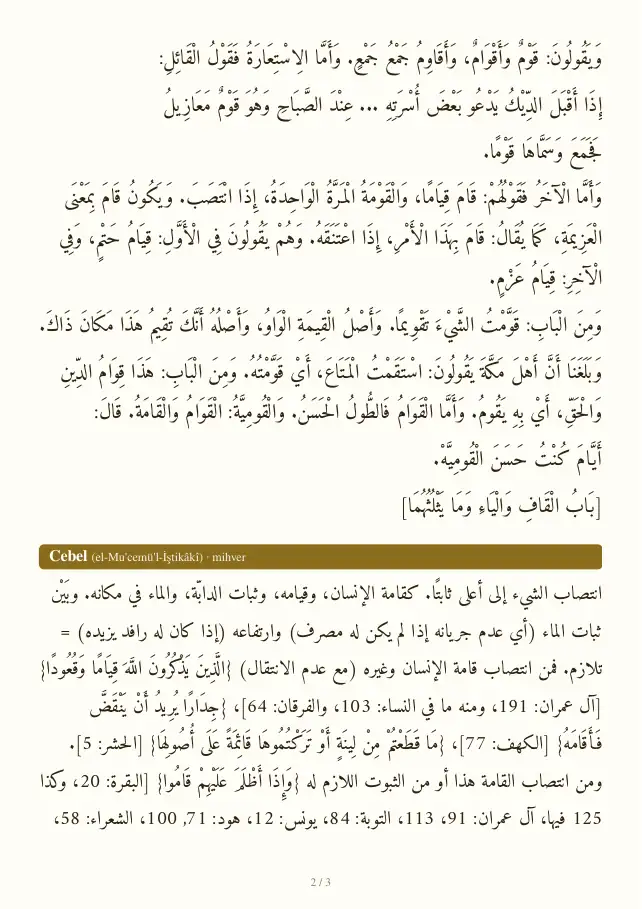 وَيَقُولُونَ: قَوْمٌ وَأَقْوَامٌ، وَأَقَاوِمُ جَمْعُ جَمْعٍ. وَأَمَّا الِاسْتِعَارَةُ فَقَوْلُ الْقَائِلِ:
إِذَا أَقْبَلَ الدِّيكُ يَدْعُو بَعْضَ أُسْرَتِهِ ... عِنْدَ الصَّبَاحِ وَهُوَ قَوْمٌ مَعَازِيلُ
فَجَمَعَ وَسَمَّاهَا قَوْمًا.
وَأَمَّا الْآخَرُ فَقَوْلُهُمْ: قَامَ قِيَامًا، وَالْقَوْمَةُ الْمَرَّةُ الْوَاحِدَةُ، إِذَا انْتَصَبَ. وَيَكُونُ قَامَ بِمَعْنَى
الْعَزِيمَةِ، كَمَا يُقَالُ: قَامَ بِهَذَا الْأَمْرِ، إِذَا اعْتَنَقَهُ. وَهُمْ يَقُولُونَ فِي الْأَوَّلِ: قِيَامُ حَتْمٍ، وَفِي
الْآخِرِ: قِيَامُ عَزْمٍ.
وَمِنَ الْبَابِ: قَوَّمْتُ الشَّيْءَ تَقْوِيمًا. وَأَصْلُ الْقِيمَةِ الْوَاوُ، وَأَصْلُهُ أَنَّكَ تُقِيمُ هَذَا مَكَانَ ذَاكَ.
وَبَلَغَنَا أَنَّ أَهْلَ مَكَّةَ يَقُولُونَ: اسْتَقَمْتُ الْمَتَاعَ، أَيْ قَوَّمْتُهُ. وَمِنَ الْبَابِ: هَذَا قِوَامُ الدِّينِ
وَالْحَقِّ، أَيْ بِهِ يَقُومُ. وَأَمَّا الْقَوَامُ فَالطُّولُ الْحَسَنُ. وَالْقُومِيَّةُ: الْقَوَامُ وَالْقَامَةُ. قَالَ:
أَيَّامَ كُنْتُ حَسَنَ الْقُومِيَّهْ.
[بَابُ الْقَافِ وَالْيَاءِ وَمَا يَثْلُثُهُمَا]
Cebel (el-Mu'cemü'l-İştikâkî) · mihver
انتصاب الشيء إلى أعلى ثابتًا. كقامة الإنسان، وقيامه، وثبات الدابّة، والماء في مكانه. وبَيْن
ثبات الماء (أي عدم جريانه إذا لم يكن له مصرف) وارتفاعه (إذا كان له رافد يزيده) =
تلازم. فمن انتصاب قامة الإنسان وغيره (مع عدم الانتقال) {الَّذِينَ يَذْكُرُونَ اللَّهَ قِيَامًا وَقُعُودًا}
[آل عمران: 191، ومنه ما في النساء: 103، والفرقان: 64]، {جِدَارًا يُرِيدُ أَنْ يَنْقَضَّ
فَأَقَامَهُ} [الكهف: 77]، {مَا قَطَعْتُمْ مِنْ لِينَةٍ أَوْ تَرَكْتُمُوهَا قَائِمَةً عَلَى أُصُولِهَا} [الحشر: 5].
ومن انتصاب القامة هذا أو من الثبوت اللازم له {وَإِذَا أَظْلَمَ عَلَيْهِمْ قَامُوا} [البقرة: 20، وكذا
125 فيها، آل عمران: 91، 113، التوبة: 84، يونس: 12، هود: 71, 100، الشعراء: 58،
2 / 3